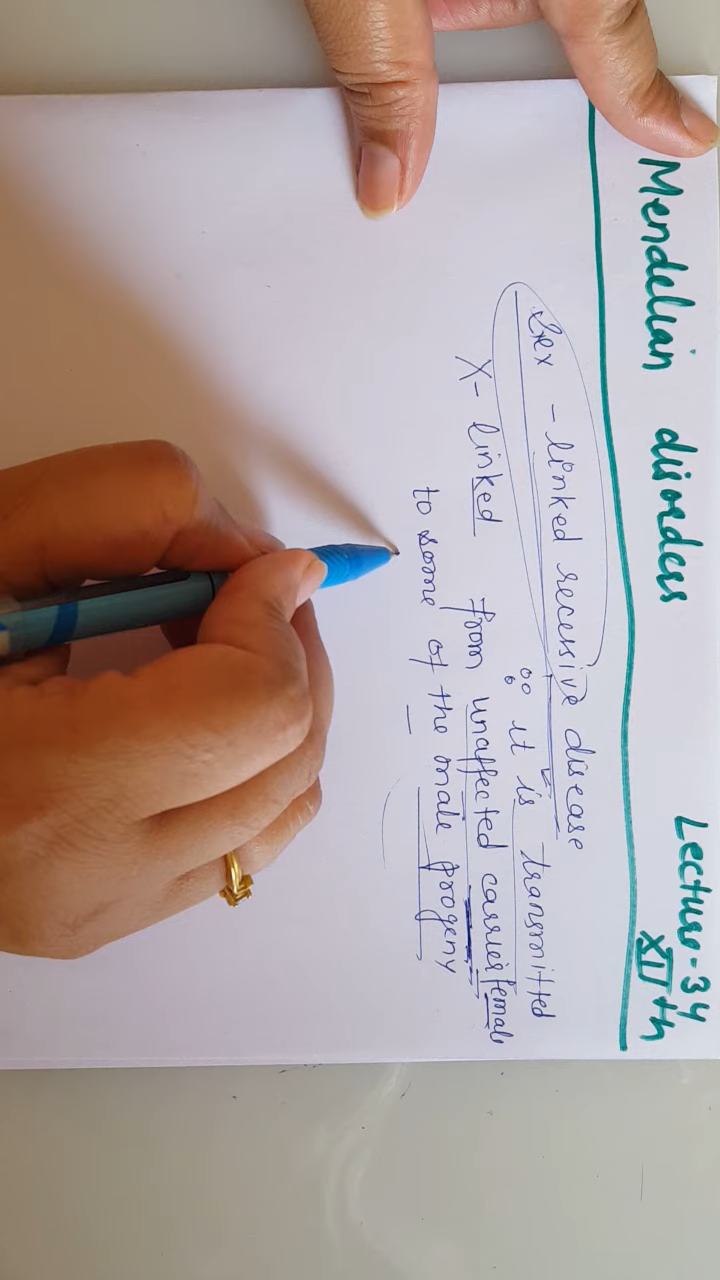 Mendelian disorders Lecture-34
XIIth
Sex - linked recessive disease
X - linked ∴ it is transmitted
from unaffected carrier female
to some of the male progeny